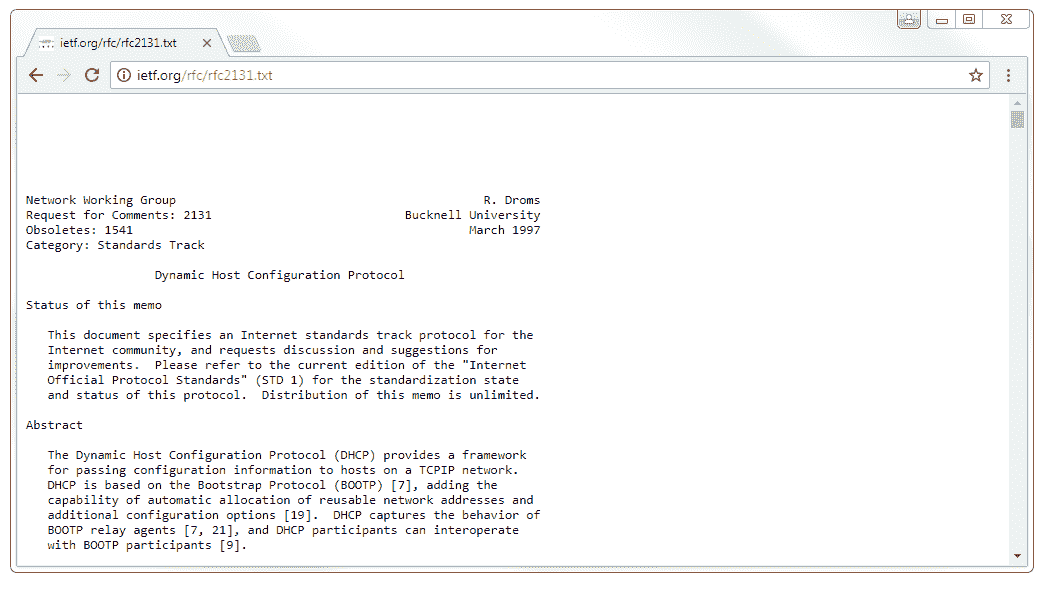 ietf.org/rfc/rfc2131.txt
ietf.org/rfc/rfc2131.txt
Network Working Group R. Droms
Request for Comments: 2131 Bucknell University
Obsoletes: 1541 March 1997
Category: Standards Track
Dynamic Host Configuration Protocol
Status of this memo
This document specifies an Internet standards track protocol for the
Internet community, and requests discussion and suggestions for
improvements. Please refer to the current edition of the "Internet
Official Protocol Standards" (STD 1) for the standardization state
and status of this protocol. Distribution of this memo is unlimited.
Abstract
The Dynamic Host Configuration Protocol (DHCP) provides a framework
for passing configuration information to hosts on a TCPIP network.
DHCP is based on the Bootstrap Protocol (BOOTP) [7], adding the
capability of automatic allocation of reusable network addresses and
additional configuration options [19]. DHCP captures the behavior of
BOOTP relay agents [7, 21], and DHCP participants can interoperate
with BOOTP participants [9].